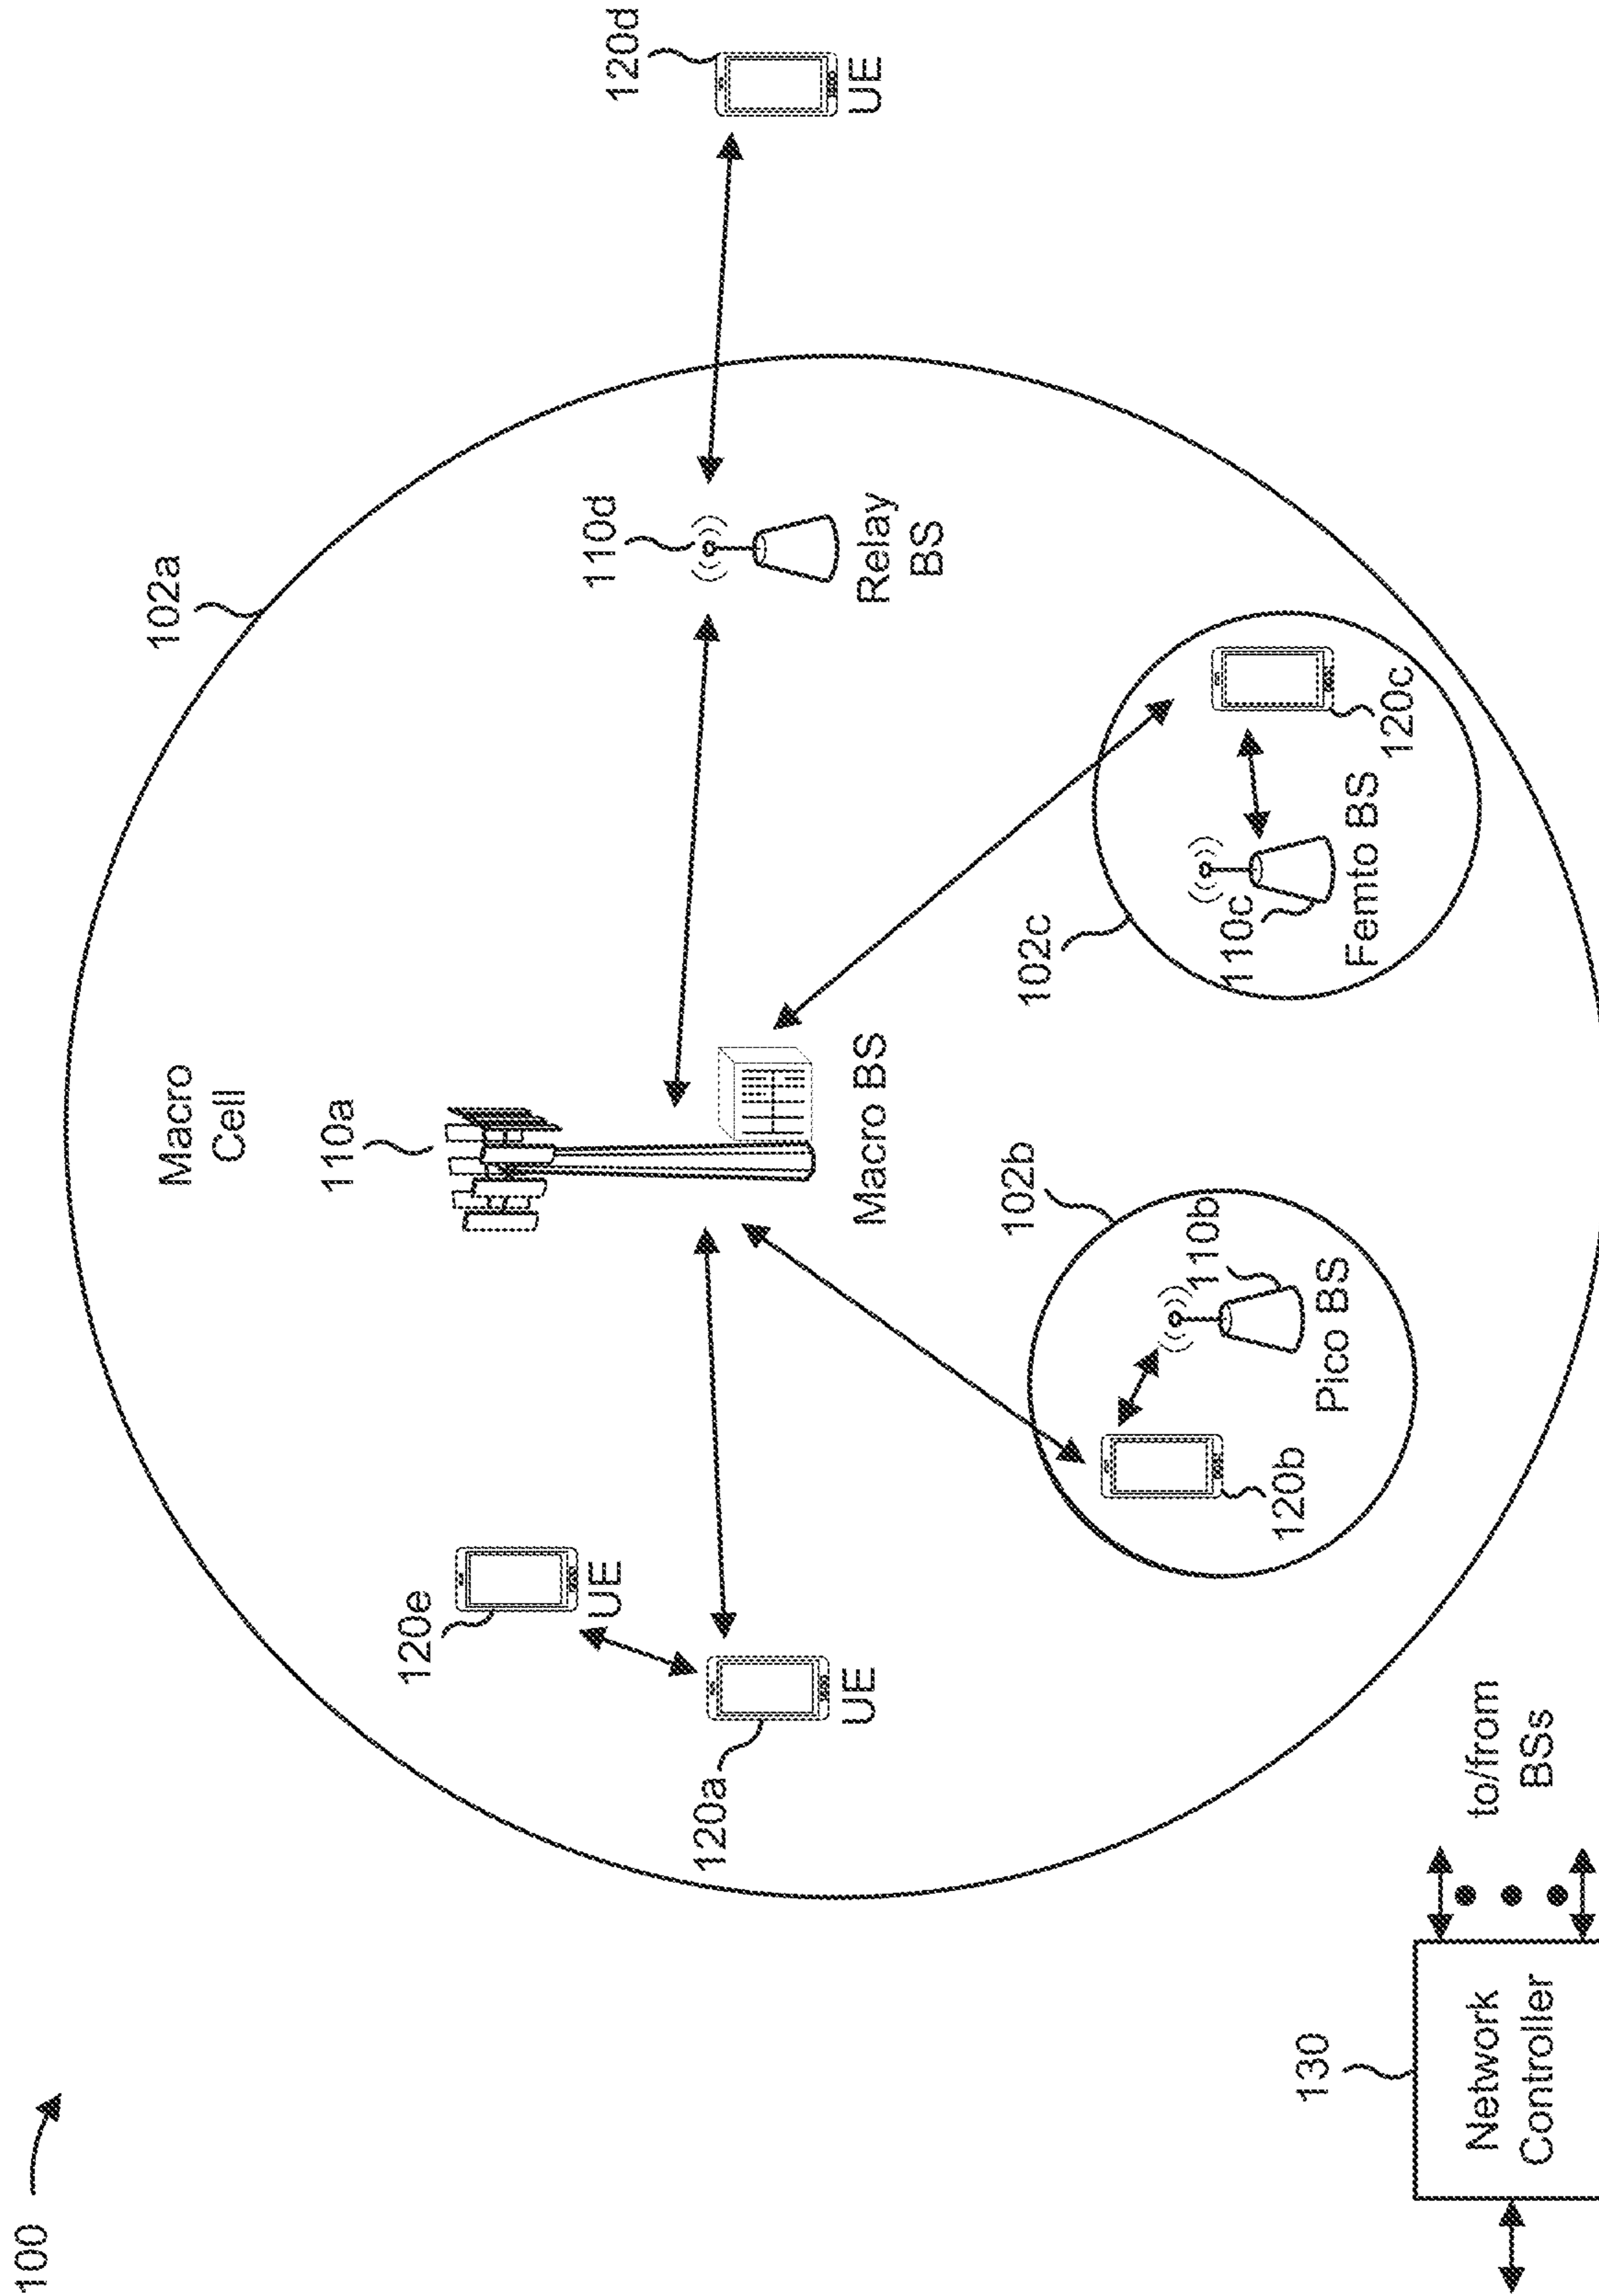 100
102a
Macro
Cell
110a
120e
UE
120a
UE
Macro BS
110d
Relay
BS
120d
UE
102b
110b
Pico BS
120b
102c
110c
Femto BS
120c
130
Network
Controller
to/from
BSs